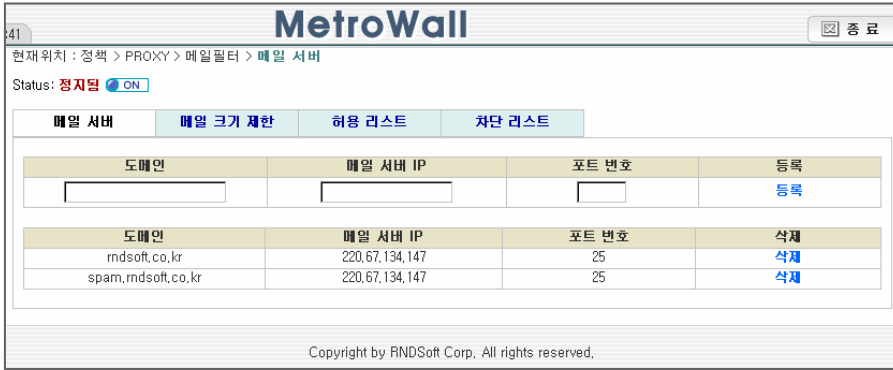 :41
MetroWall
종 료
현재위치 : 정책 > PROXY > 메일필터 > 메일 서버
Status: 정지됨 ON
메일 서버 메일 크기 제한 허용 리스트 차단 리스트
도메인 메일 서버 IP 포트 번호 등록
등록
도메인 메일 서버 IP 포트 번호 삭제
rndsoft.co.kr 220.67.134.147 25 삭제
spam.rndsoft.co.kr 220.67.134.147 25 삭제
Copyright by RNDSoft Corp. All rights reserved.